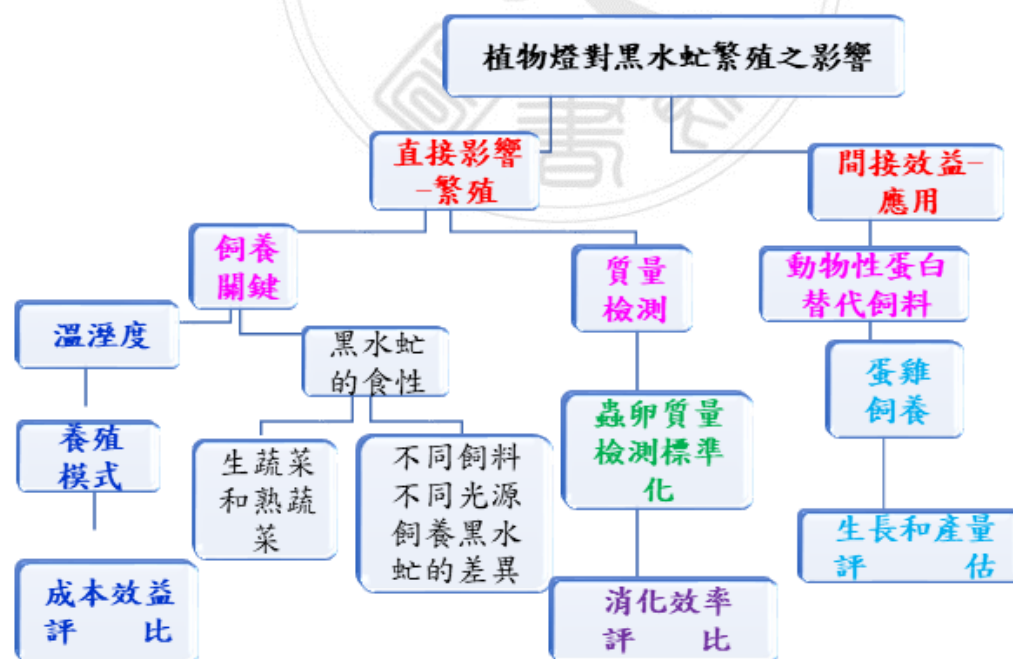 植物燈對黑水虻繁殖之影響
直接影響
-繁殖
間接效益-
應用
飼養
關鍵
質量
檢測
動物性蛋白
替代飼料
溫溼度
黑水虻
的食性
蛋雞
飼養
養殖
模式
生蔬菜
和熟蔬
菜
不同飼料
不同光源
飼養黑水
虻的差異
蟲卵質量
檢測標準
化
生長和產量
評 估
成本效益
評 比
消化效率
評 比
書